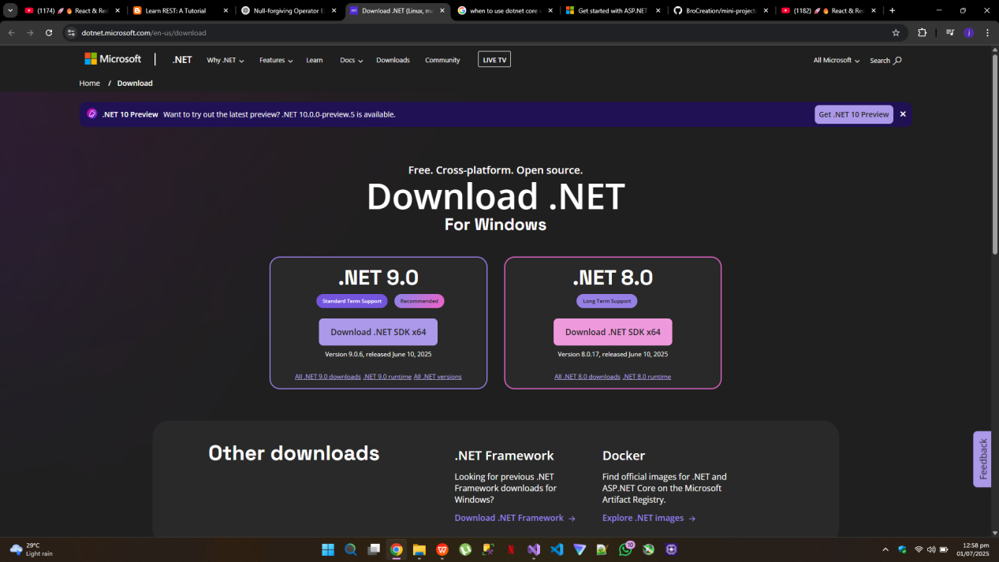 (1174) 🚀 🔥 React & Red
Learn REST: A Tutorial
Null-forgiving Operator E
Download .NET (Linux, ma
when to use dotnet core v
Get started with ASP.NET
BroCreation/mini-project
(1182) 🚀 🔥 React & Red
dotnet.microsoft.com/en-us/download
j
Microsoft
.NET
Why .NET
Features
Learn
Docs
Downloads
Community
LIVE TV
All Microsoft
Search
Home / Download
.NET 10 Preview Want to try out the latest preview? .NET 10.0.0-preview.5 is available.
Get .NET 10 Preview
Free. Cross-platform. Open source.
Download .NET
For Windows
.NET 9.0
Standard Term Support
Recommended
Download .NET SDK x64
Version 9.0.6, released June 10, 2025
All .NET 9.0 downloads .NET 9.0 runtime All .NET versions
.NET 8.0
Long Term Support
Download .NET SDK x64
Version 8.0.17, released June 10, 2025
All .NET 8.0 downloads .NET 8.0 runtime
Other downloads
.NET Framework
Looking for previous .NET
Framework downloads for
Windows?
Download .NET Framework →
Docker
Find official images for .NET and
ASP.NET Core on the Microsoft
Artifact Registry.
Explore .NET images →
Feedback
29°C
Light rain
10
12:58 pm
01/07/2025